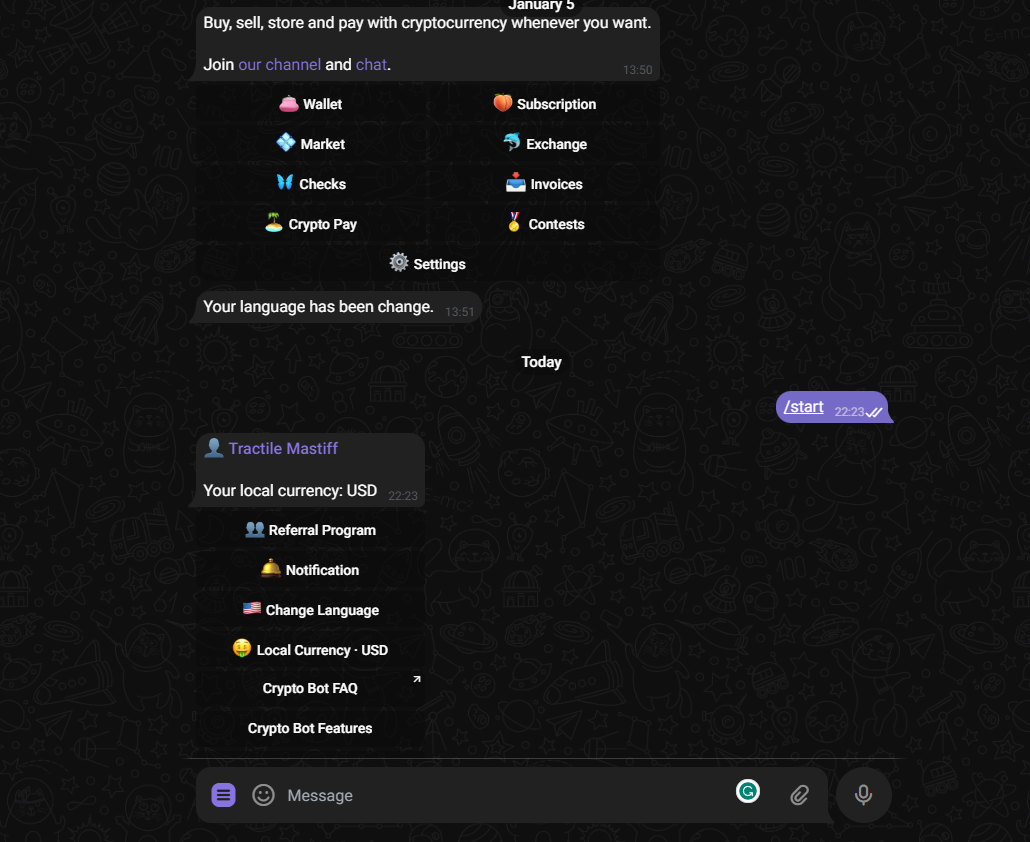 January 5
Buy, sell, store and pay with cryptocurrency whenever you want.
Join our channel and chat.
13:50
Wallet
Subscription
Market
Exchange
Checks
Invoices
Crypto Pay
Contests
Settings
Your language has been change. 13:51
Today
/start 22:23
Tractile Mastiff
Your local currency: USD 22:23
Referral Program
Notification
Change Language
Local Currency · USD
Crypto Bot FAQ
Crypto Bot Features
Message